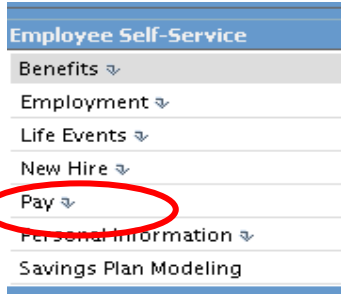 Employee Self-Service
Benefits
Employment
Life Events
New Hire
Pay
Personal Information
Savings Plan Modeling